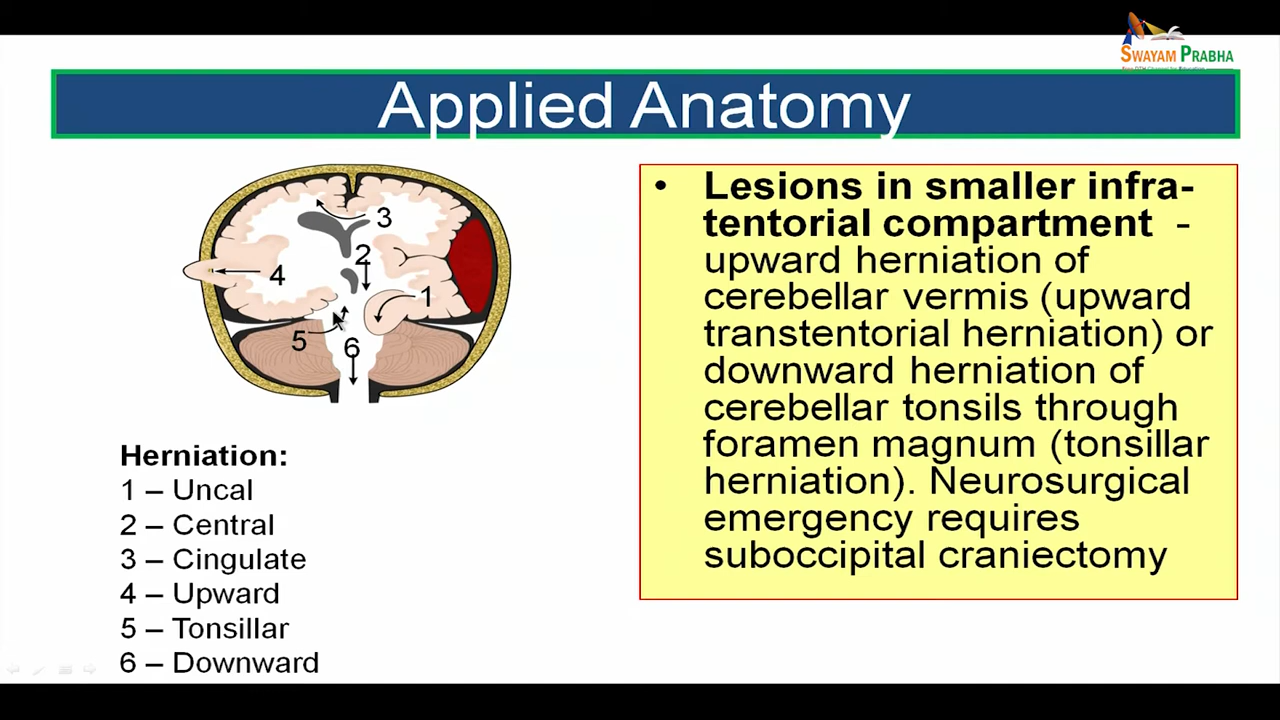 SWAYAM PRABHA
Applied Anatomy
3
2
4
1
5
6
Herniation:
1 – Uncal
2 – Central
3 – Cingulate
4 – Upward
5 – Tonsillar
6 – Downward
• Lesions in smaller infra-
tentorial compartment -
upward herniation of
cerebellar vermis (upward
transtentorial herniation) or
downward herniation of
cerebellar tonsils through
foramen magnum (tonsillar
herniation). Neurosurgical
emergency requires
suboccipital craniectomy